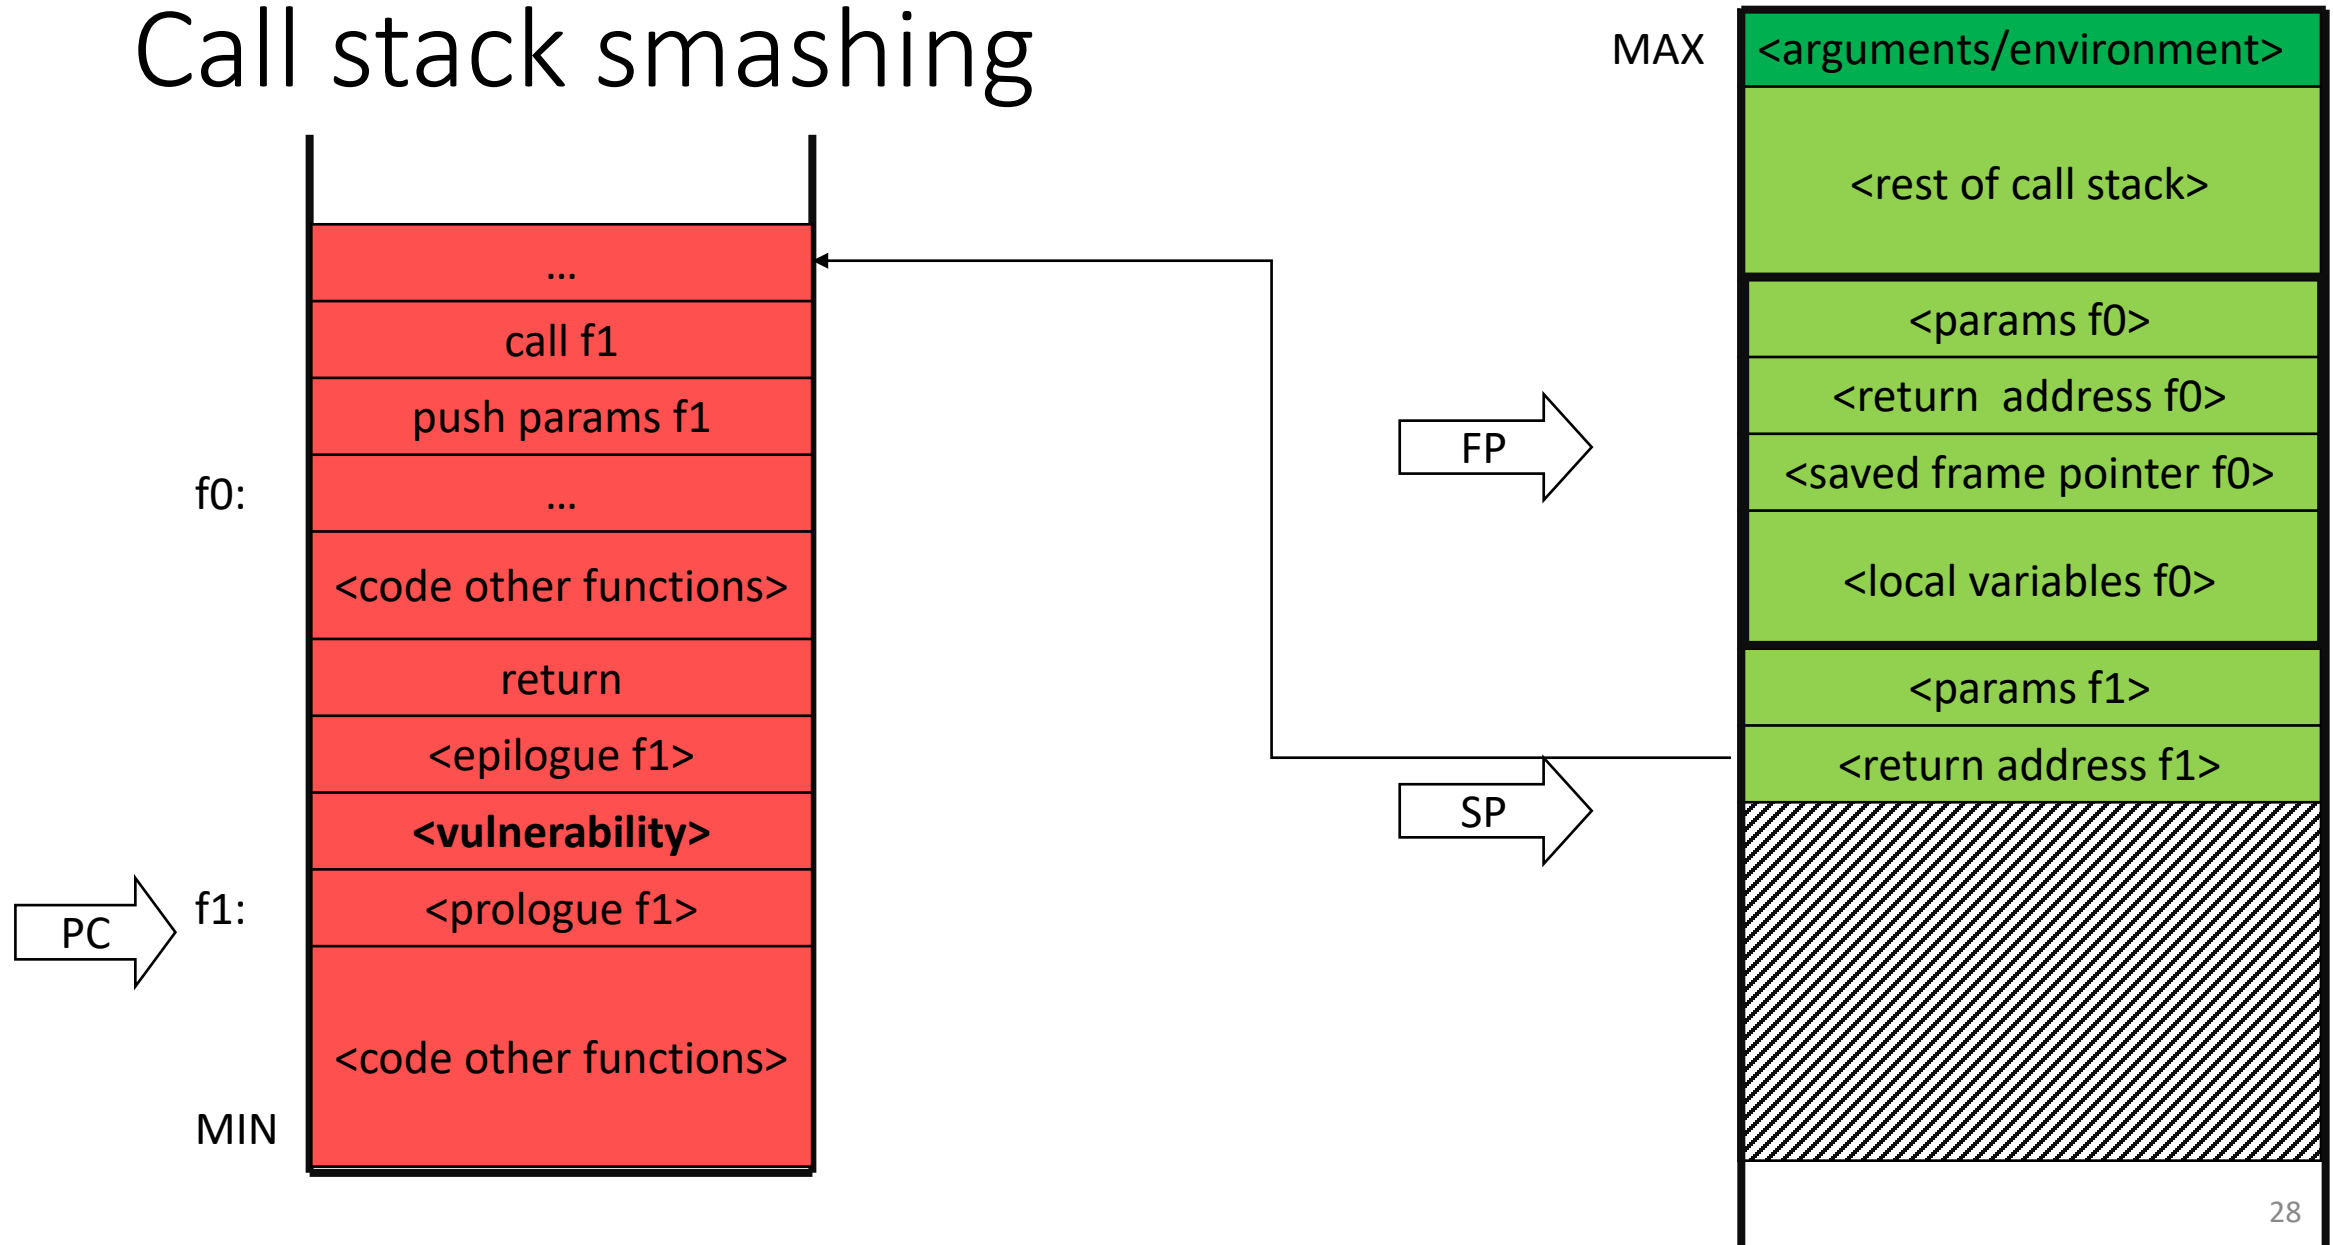 Call stack smashing
...
call f1
push params f1
f0:
...
<code other functions>
return
<epilogue f1>
<vulnerability>
f1:
<prologue f1>
PC
<code other functions>
MIN
FP
SP
MAX
<arguments/environment>
<rest of call stack>
<params f0>
<return  address f0>
<saved frame pointer f0>
<local variables f0>
<params f1>
<return address f1>
28